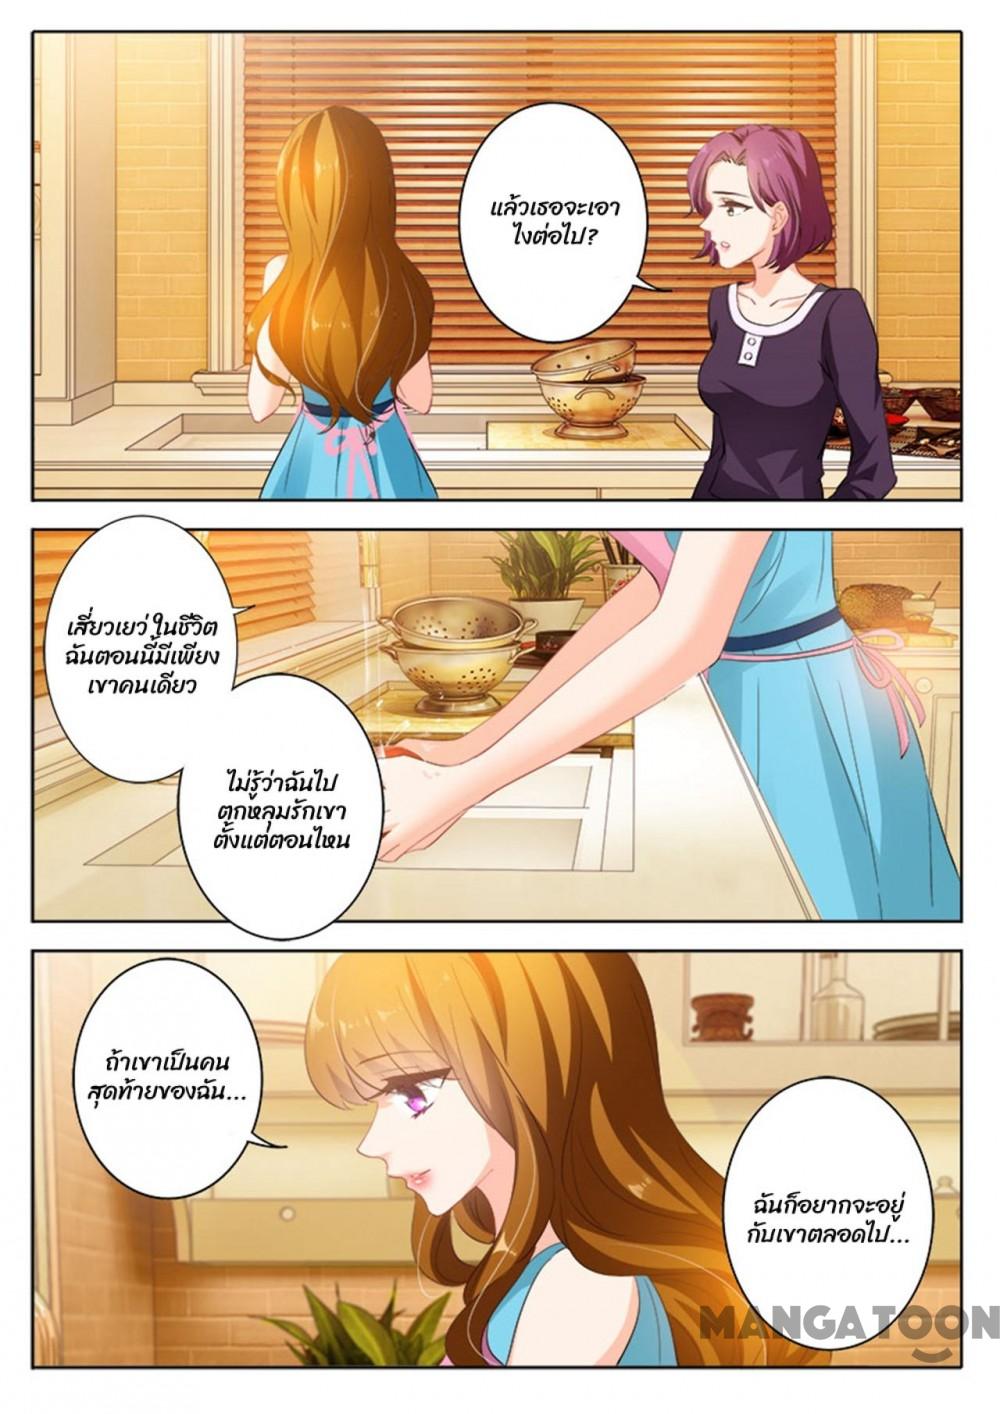 แล้วเธอจะเอา
ไงต่อไป?
เสี่ยวเยว่ ในชีวิต
ฉันตอนนี้มีเพียง
เขาคนเดียว
ไม่รู้ว่าฉันไป
ตกหลุมรักเขา
ตั้งแต่ตอนไหน
ถ้าเขาเป็นคน
สุดท้ายของฉัน...
ฉันก็อยากจะอยู่
กับเขาตลอดไป...
MANGATOON